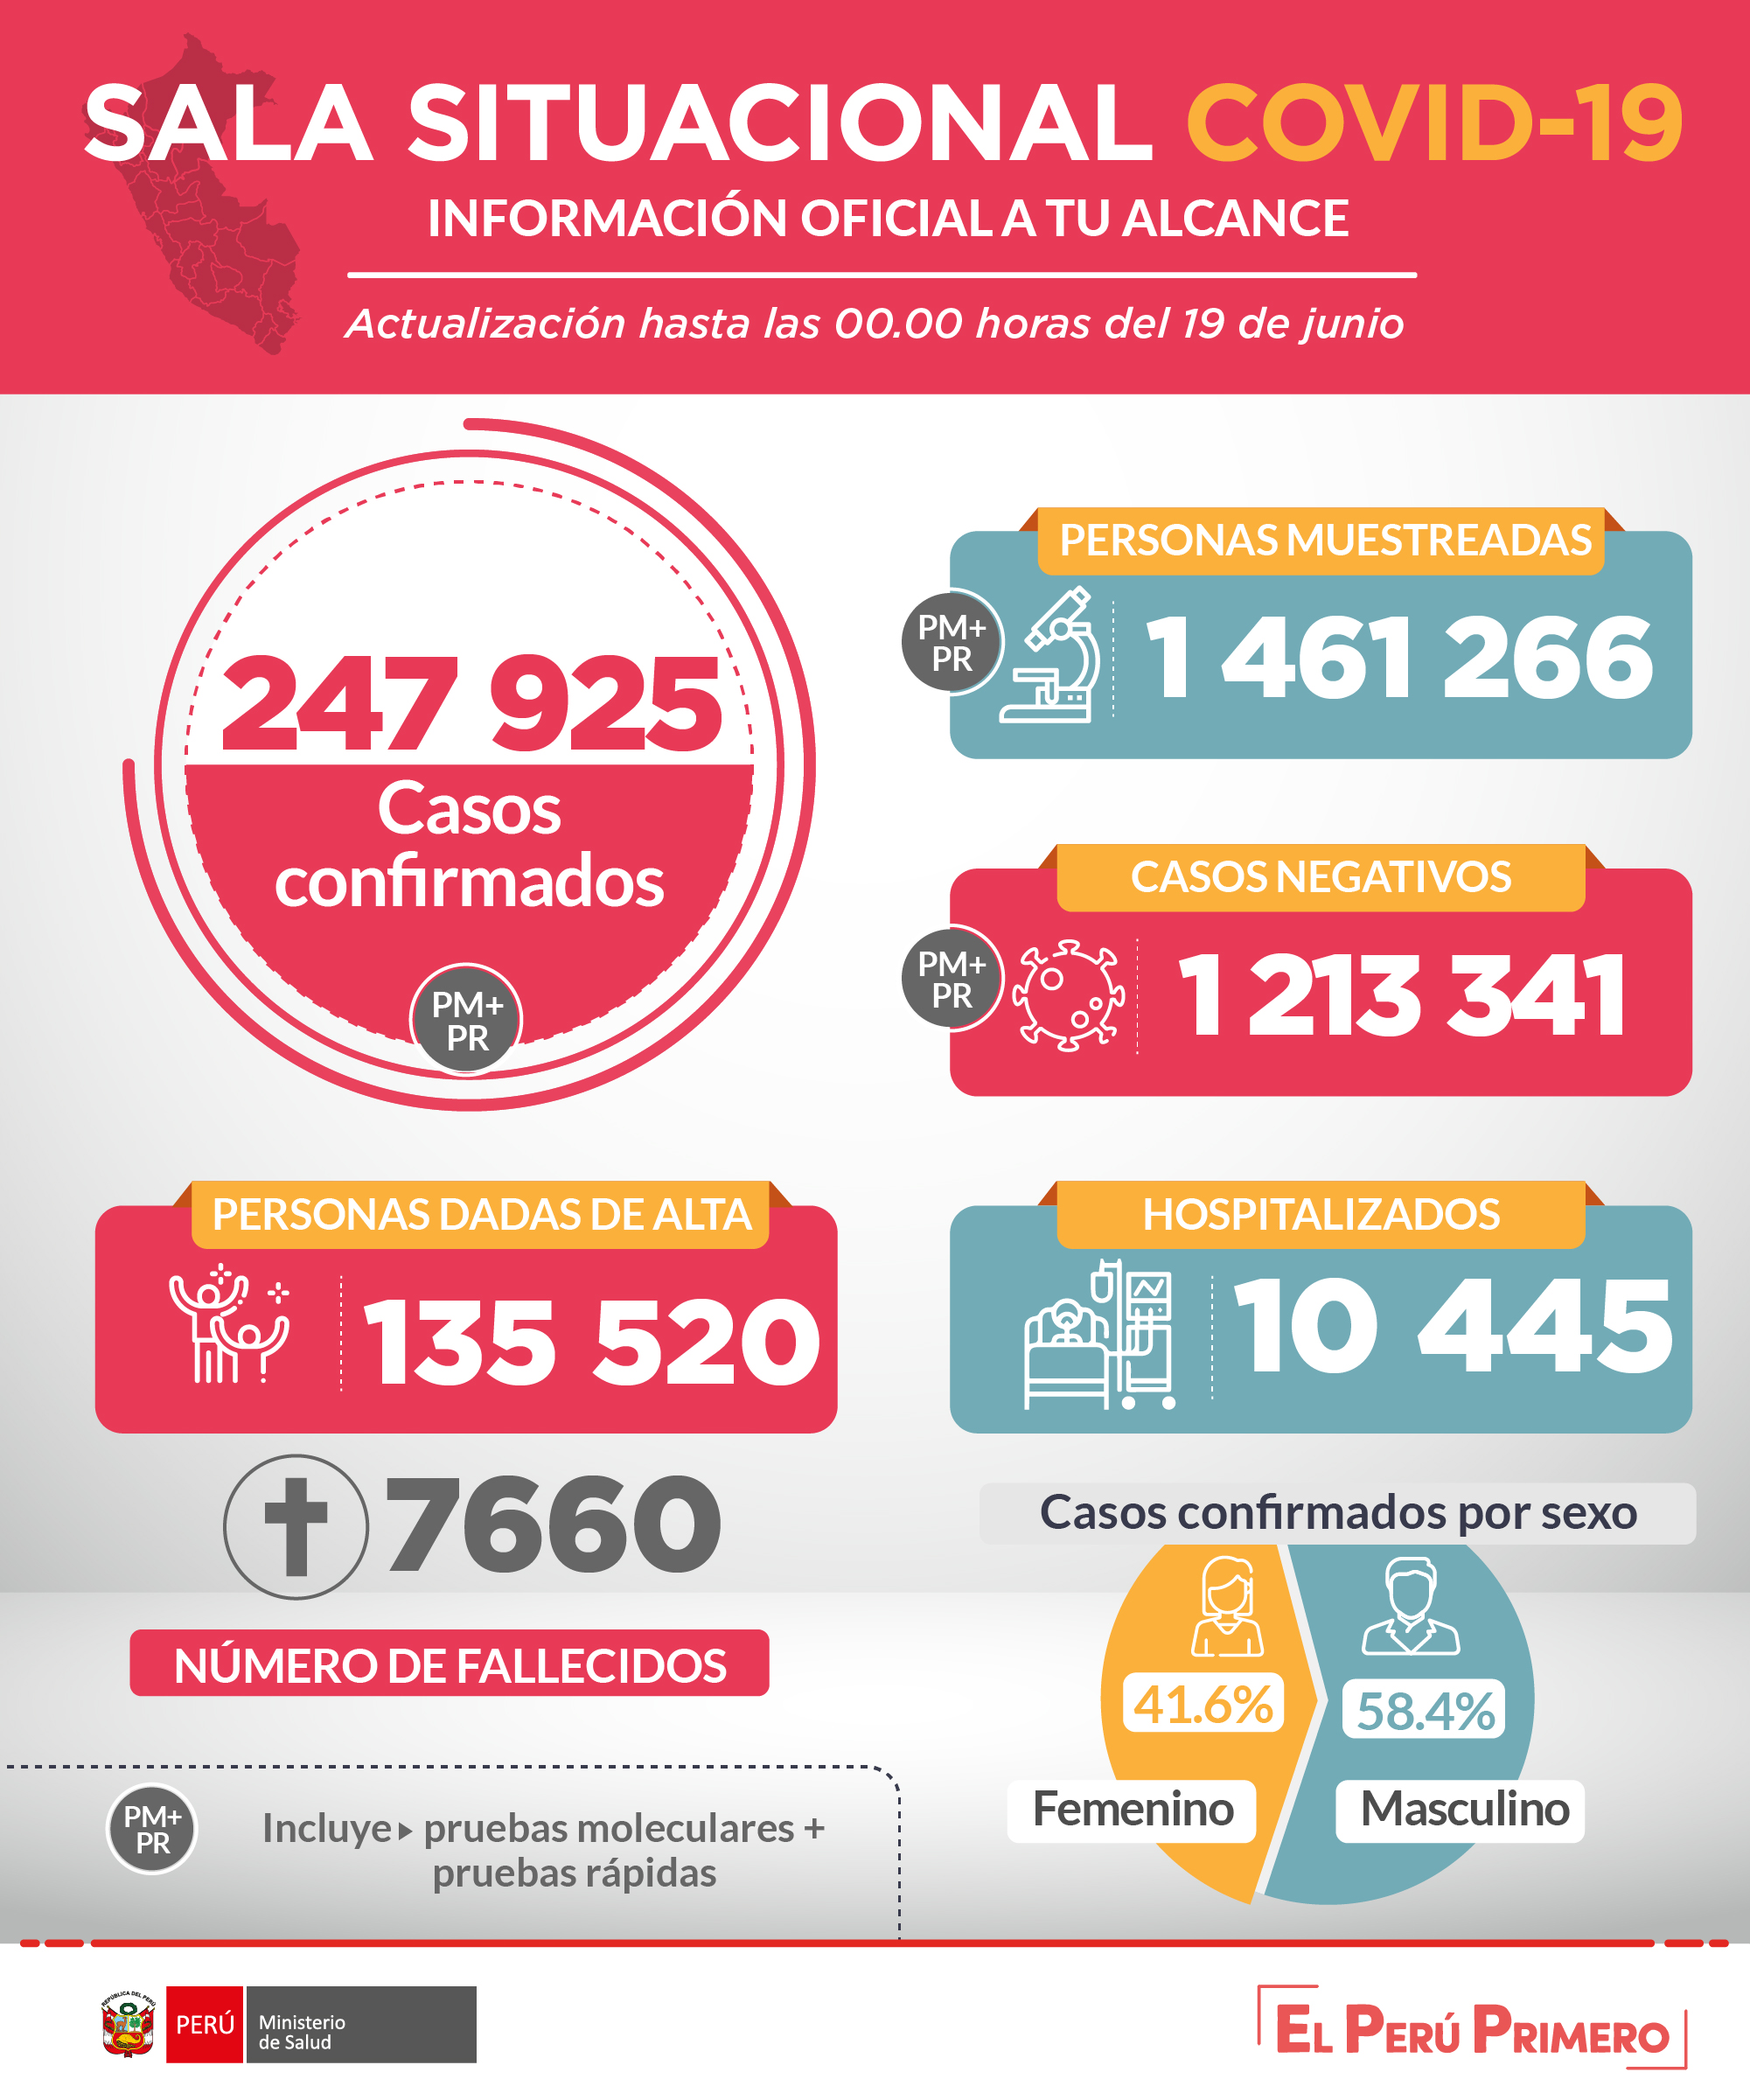 SALA SITUACIONAL COVID-19
INFORMACIÓN OFICIAL A TU ALCANCE
Actualización hasta las 00.00 horas del 19 de junio
247 925
Casos
confirmados
PM+
PR
PERSONAS MUESTREADAS
PM+
PR
1 461 266
CASOS NEGATIVOS
PM+
PR
1 213 341
PERSONAS DADAS DE ALTA
135 520
HOSPITALIZADOS
10 445
7660
NÚMERO DE FALLECIDOS
Casos confirmados por sexo
41.6%
58.4%
Femenino
Masculino
PM+
PR
Incluye pruebas moleculares +
pruebas rápidas
REPÚBLICA DEL PERÚ
PERÚ
Ministerio
de Salud
EL PERÚ PRIMERO